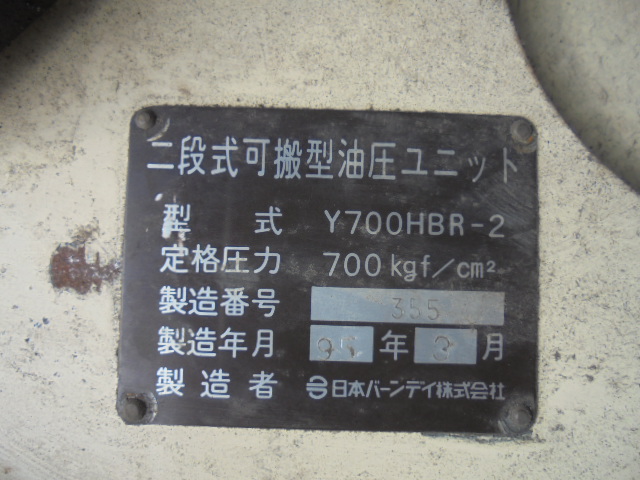 二段式可搬型油圧ユニット
型 式 Y700HBR-2
定格圧力 700kgf/cm²
製造番号 355
製造年月 年 3月
製造者 日本バーンデイ株式会社